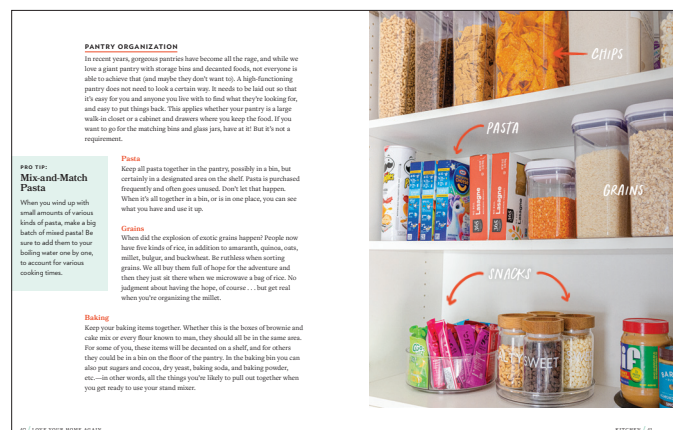 PANTRY ORGANIZATION
In recent years, gorgeous pantries have become all the rage, and while we
love a giant pantry with storage bins and decanted foods, not everyone is
able to achieve that (and maybe they don't want to). A high-functioning
pantry does not need to look a certain way. It needs to be laid out so that
it's easy for you and anyone you live with to find what they're looking for,
and easy to put things back. This applies whether your pantry is a large
walk-in closet or a cabinet and drawers where you keep the food. If you
want to go for the matching bins and glass jars, have at it! But it's not a
requirement.
PRO TIP:
Mix-and-Match
Pasta
When you wind up with
small amounts of various
kinds of pasta, make a big
batch of mixed pasta! Be
sure to add them to your
boiling water one by one,
to account for various
cooking times.
Pasta
Keep all pasta together in the pantry, possibly in a bin, but
certainly in a designated area on the shelf. Pasta is purchased
frequently and often goes unused. Don't let that happen.
When it's all together in a bin, or is in one place, you can see
what you have and use it up.
Grains
When did the explosion of exotic grains happen? People now
have five kinds of rice, in addition to amaranth, quinoa, oats,
millet, bulgur, and buckwheat. Be ruthless when sorting
grains. We all buy them full of hope for the adventure and
then they just sit there when we microwave a bag of rice. No
judgment about having the hope, of course . . . but get real
when you're organizing the millet.
Baking
Keep your baking items together. Whether this is the boxes of brownie and
cake mix or every flour known to man, they should all be in the same area.
For some of you, these items will be decanted on a shelf, and for others
they could be in a bin on the floor of the pantry. In the baking bin you can
also put sugars and cocoa, dry yeast, baking soda, and baking powder,
etc.—in other words, all the things you're likely to pull out together when
you get ready to use your stand mixer.
CHIPS
PASTA
Lasagne
Lasagne
365
365
GRAINS
SNACKS
SWEET
Jif